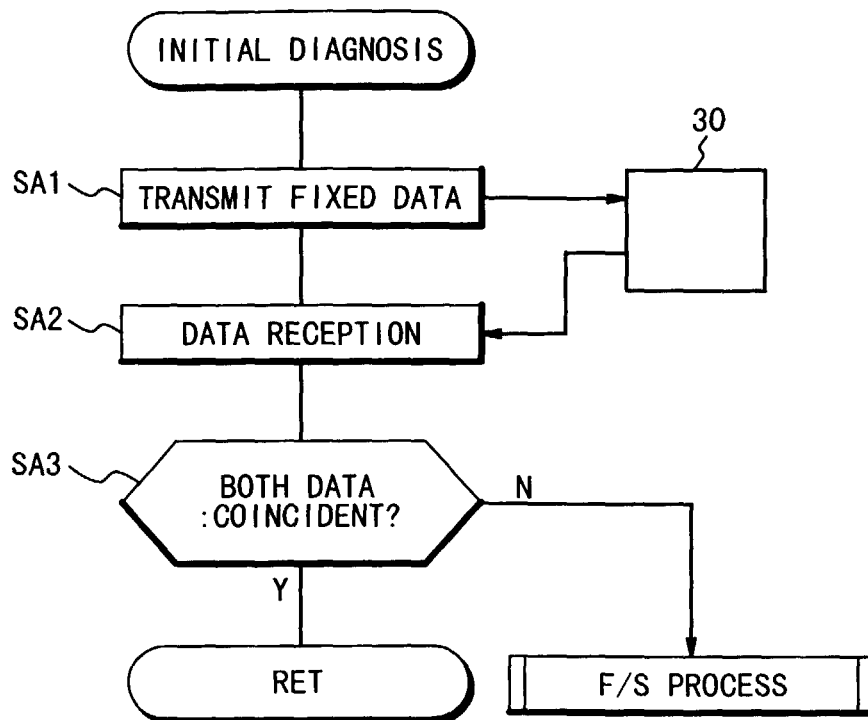 INITIAL DIAGNOSIS
30
SA1
TRANSMIT FIXED DATA
SA2
DATA RECEPTION
SA3
BOTH DATA
:COINCIDENT?
N
Y
RET
F/S PROCESS